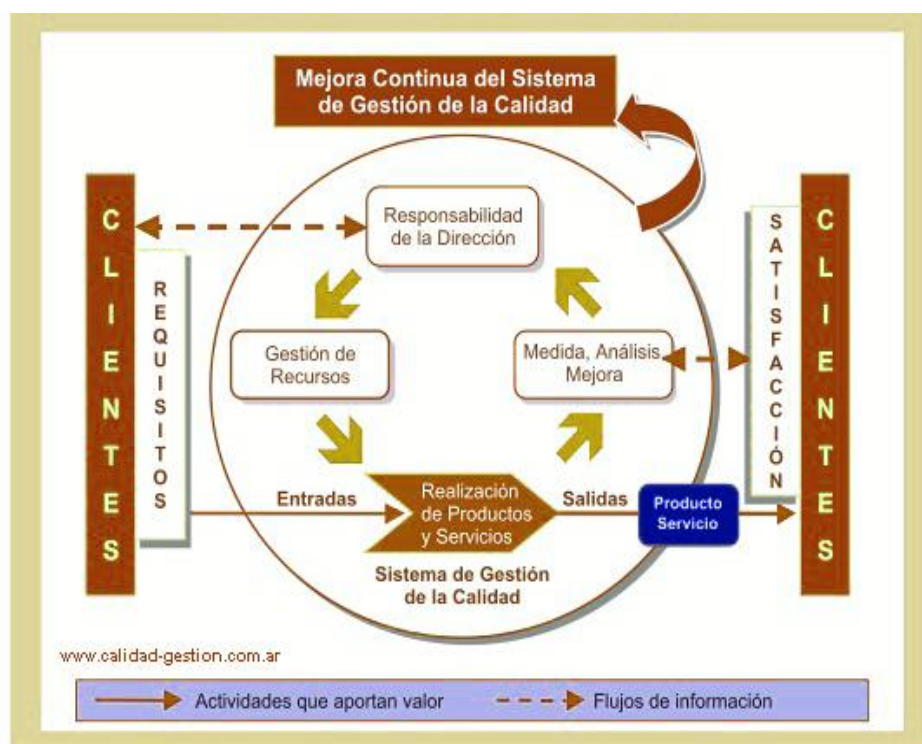 Mejora Continua del Sistema
de Gestión de la Calidad
CLIENTES
REQUISITOS
Responsabilidad
de la Dirección
Gestión de
Recursos
Medida, Análisis
Mejora
SATISFACCIÓN
CLIENTES
Entradas
Realización
de Productos
y Servicios
Salidas
Producto
Servicio
Sistema de Gestión
de la Calidad
www.calidad-gestion.com.ar
Actividades que aportan valor
Flujos de información